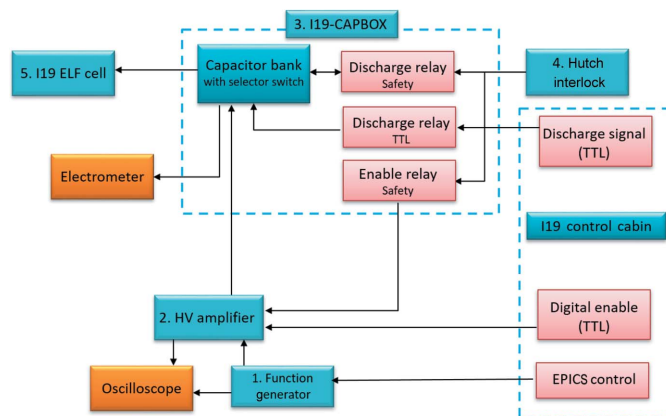 3. I19-CAPBOX
5. I19 ELF cell
Capacitor bank
with selector switch
Discharge relay
Safety
4. Hutch
interlock
Discharge relay
TTL
Discharge signal
(TTL)
Electrometer
Enable relay
Safety
I19 control cabin
2. HV amplifier
Digital enable
(TTL)
Oscilloscope
1. Function
generator
EPICS control